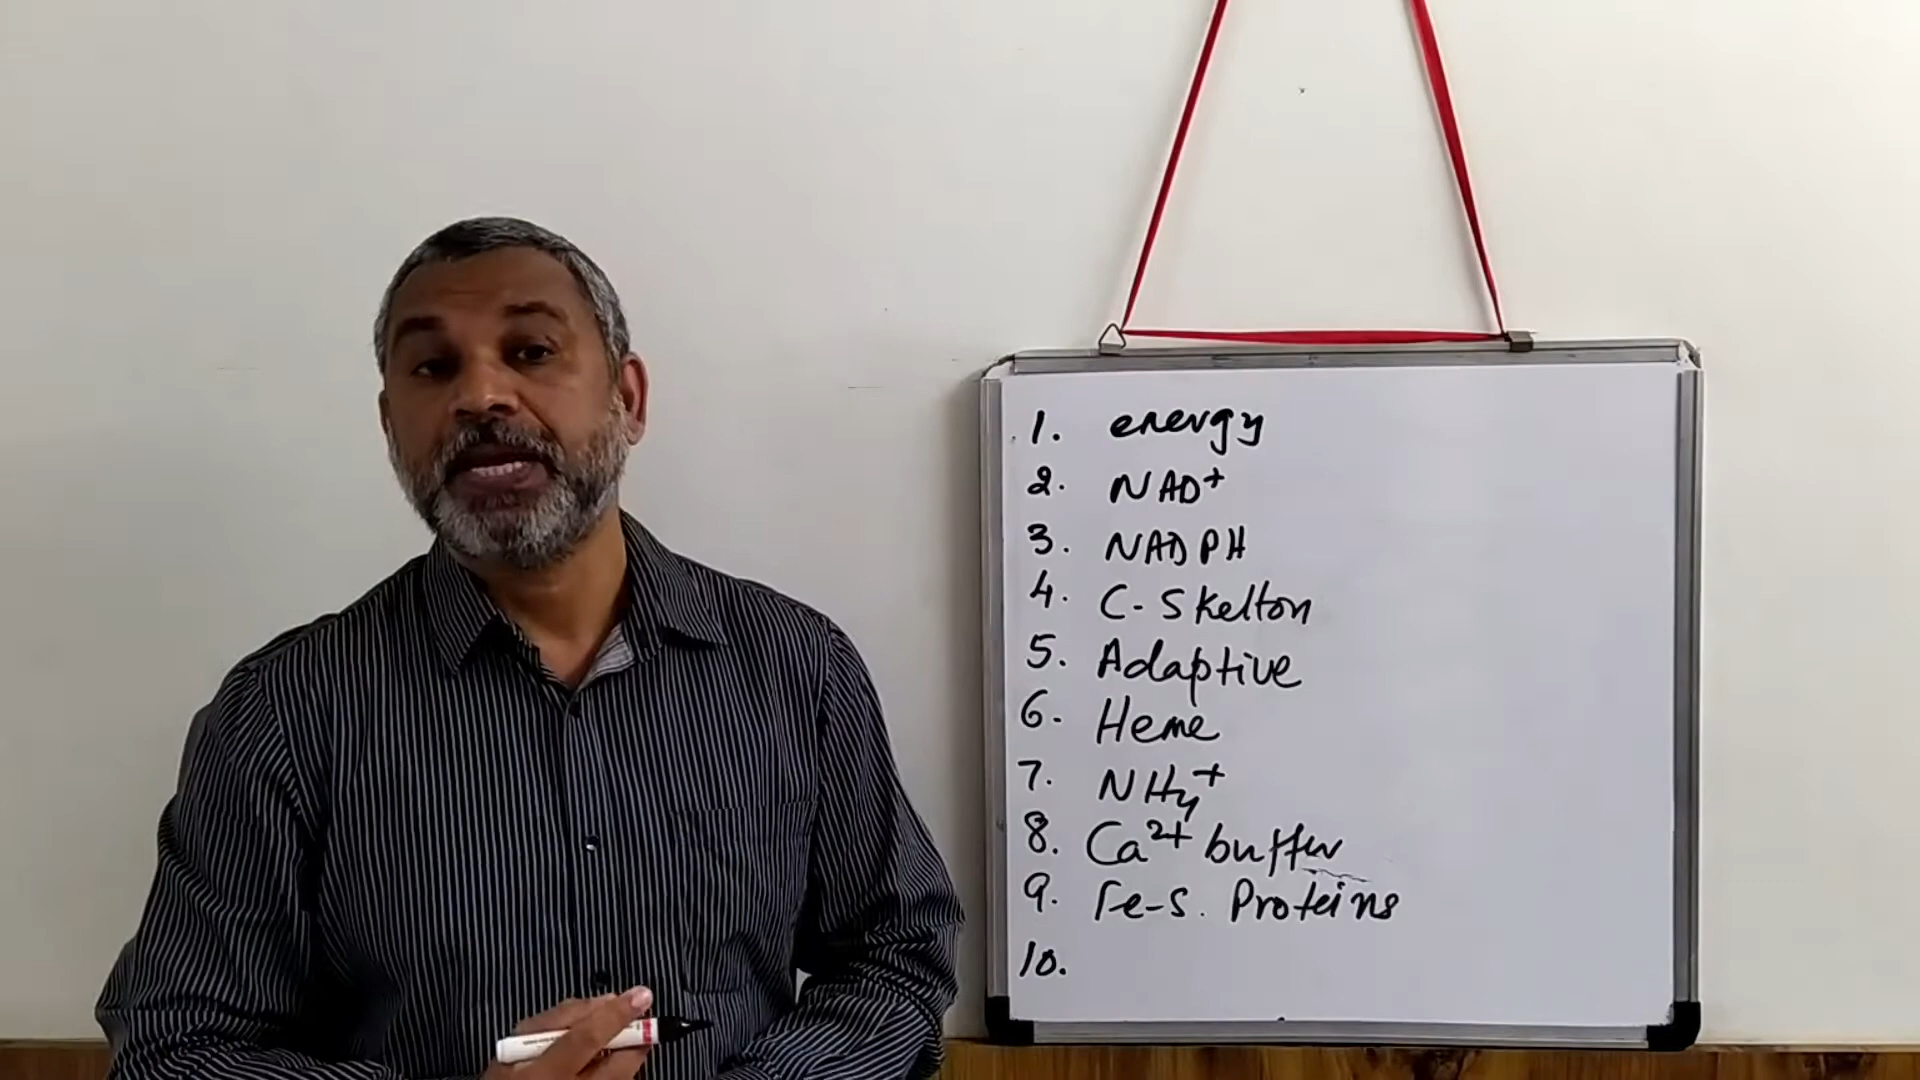 1. energy
2. NAD+
3. NADPH
4. C-Skelton
5. Adaptive
6. Heme
7. NH4+
8. Ca2+ buffer
9. Fe-S. Proteins
10.